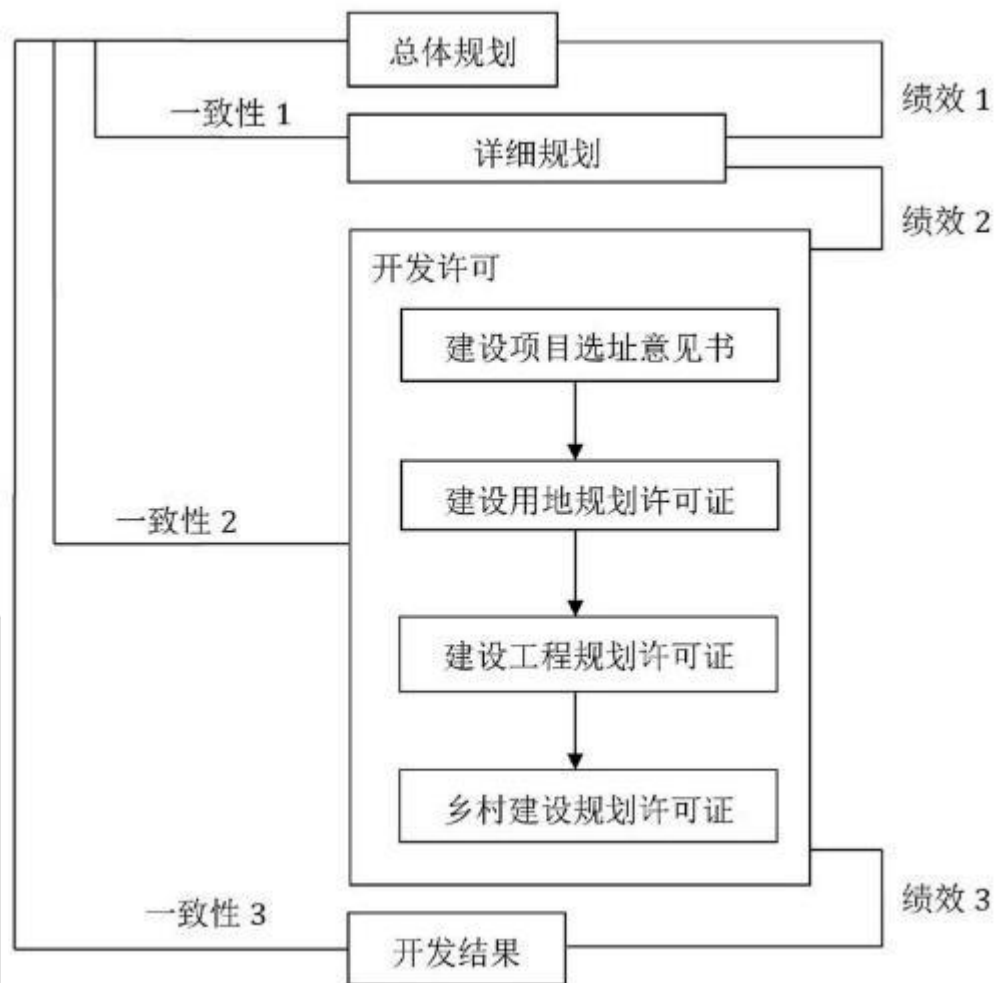 总体规划
绩效 1
一致性 1
详细规划
绩效 2
开发许可
建设项目选址意见书
建设用地规划许可证
一致性 2
建设工程规划许可证
乡村建设规划许可证
绩效 3
一致性 3
开发结果